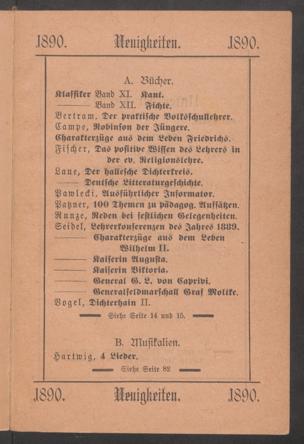 1890. Neuigkeiten. 1890.
A. Bücher.
Klassiker Band XI. Kant.
—— Band XII. Fichte.
Bertram, Der praktische Volksschullehrer.
Campe, Robinson der Jüngere.
Charakterzüge aus dem Leben Friedrichs.
Fischer, Das positive Wissen des Lehrers in
der ev. Religionslehre.
Lane, Der hallesche Dichterkreis.
—— Deutsche Litteraturgeschichte.
Pawlecki, Ausführlicher Informator.
Patzner, 100 Themen zu pädagog. Aufsätzen.
Runze, Reden bei festlichen Gelegenheiten.
Seidel, Lehrerkonferenzen des Jahres 1889.
—— Charakterzüge aus dem Leben
Wilhelm II.
—— Kaiserin Augusta.
—— Kaiserin Viktoria.
—— General G. L. von Caprivi.
—— Generalfeldmarschall Graf Moltke.
Vogel, Dichterhain II.
Siehe Seite 14 und 15.
B. Musikalien.
Hartwig, 4 Lieder.
Siehe Seite 82
1890. Neuigkeiten. 1890.